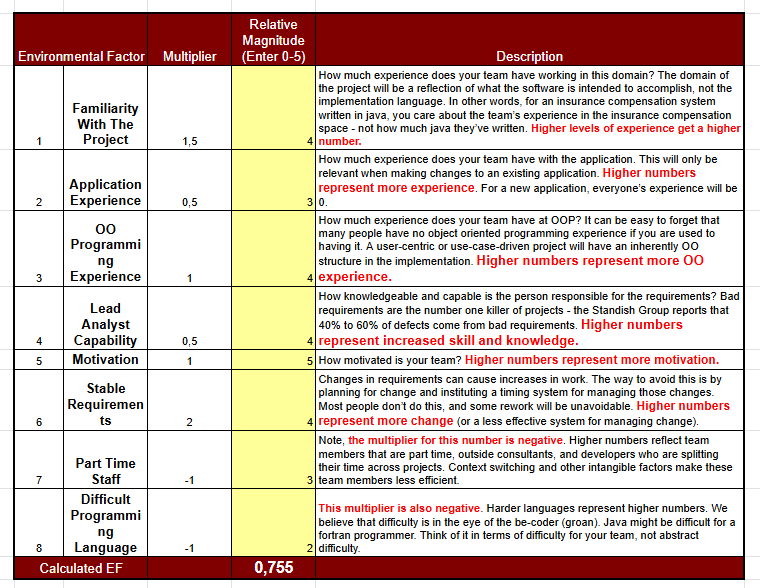 Environmental Factor Multiplier Relative Magnitude (Enter 0-5) Description
1 Familiarity With The Project 1,5 4
How much experience does your team have working in this domain? The domain of
the project will be a reflection of what the software is intended to accomplish, not the
implementation language. In other words, for an insurance compensation system
written in java, you care about the team's experience in the insurance compensation
space - not how much java they've written. Higher levels of experience get a higher
number.
2 Application Experience 0,5 3
How much experience does your team have with the application. This will only be
relevant when making changes to an existing application. Higher numbers
represent more experience. For a new application, everyone's experience will be
0.
3 OO Programmi ng Experience 1 4
How much experience does your team have at OOP? It can be easy to forget that
many people have no object oriented programming experience if you are used to
having it. A user-centric or use-case-driven project will have an inherently OO
structure in the implementation. Higher numbers represent more OO
experience.
4 Lead Analyst Capability 0,5 4
How knowledgeable and capable is the person responsible for the requirements? Bad
requirements are the number one killer of projects - the Standish Group reports that
40% to 60% of defects come from bad requirements. Higher numbers
represent increased skill and knowledge.
5 Motivation 1 5 How motivated is your team? Higher numbers represent more motivation.
6 Stable Requiremen ts 2 4
Changes in requirements can cause increases in work. The way to avoid this is by
planning for change and instituting a timing system for managing those changes.
Most people don't do this, and some rework will be unavoidable. Higher numbers
represent more change (or a less effective system for managing change).
7 Part Time Staff -1 3
Note, the multiplier for this number is negative. Higher numbers reflect team
members that are part time, outside consultants, and developers who are splitting
their time across projects. Context switching and other intangible factors make these
team members less efficient.
8 Difficult Programmi ng Language -1 2
This multiplier is also negative. Harder languages represent higher numbers. We
believe that difficulty is in the eye of the be-coder (groan). Java might be difficult for a
fortran programmer. Think of it in terms of difficulty for your team, not abstract
difficulty.
Calculated EF 0,755